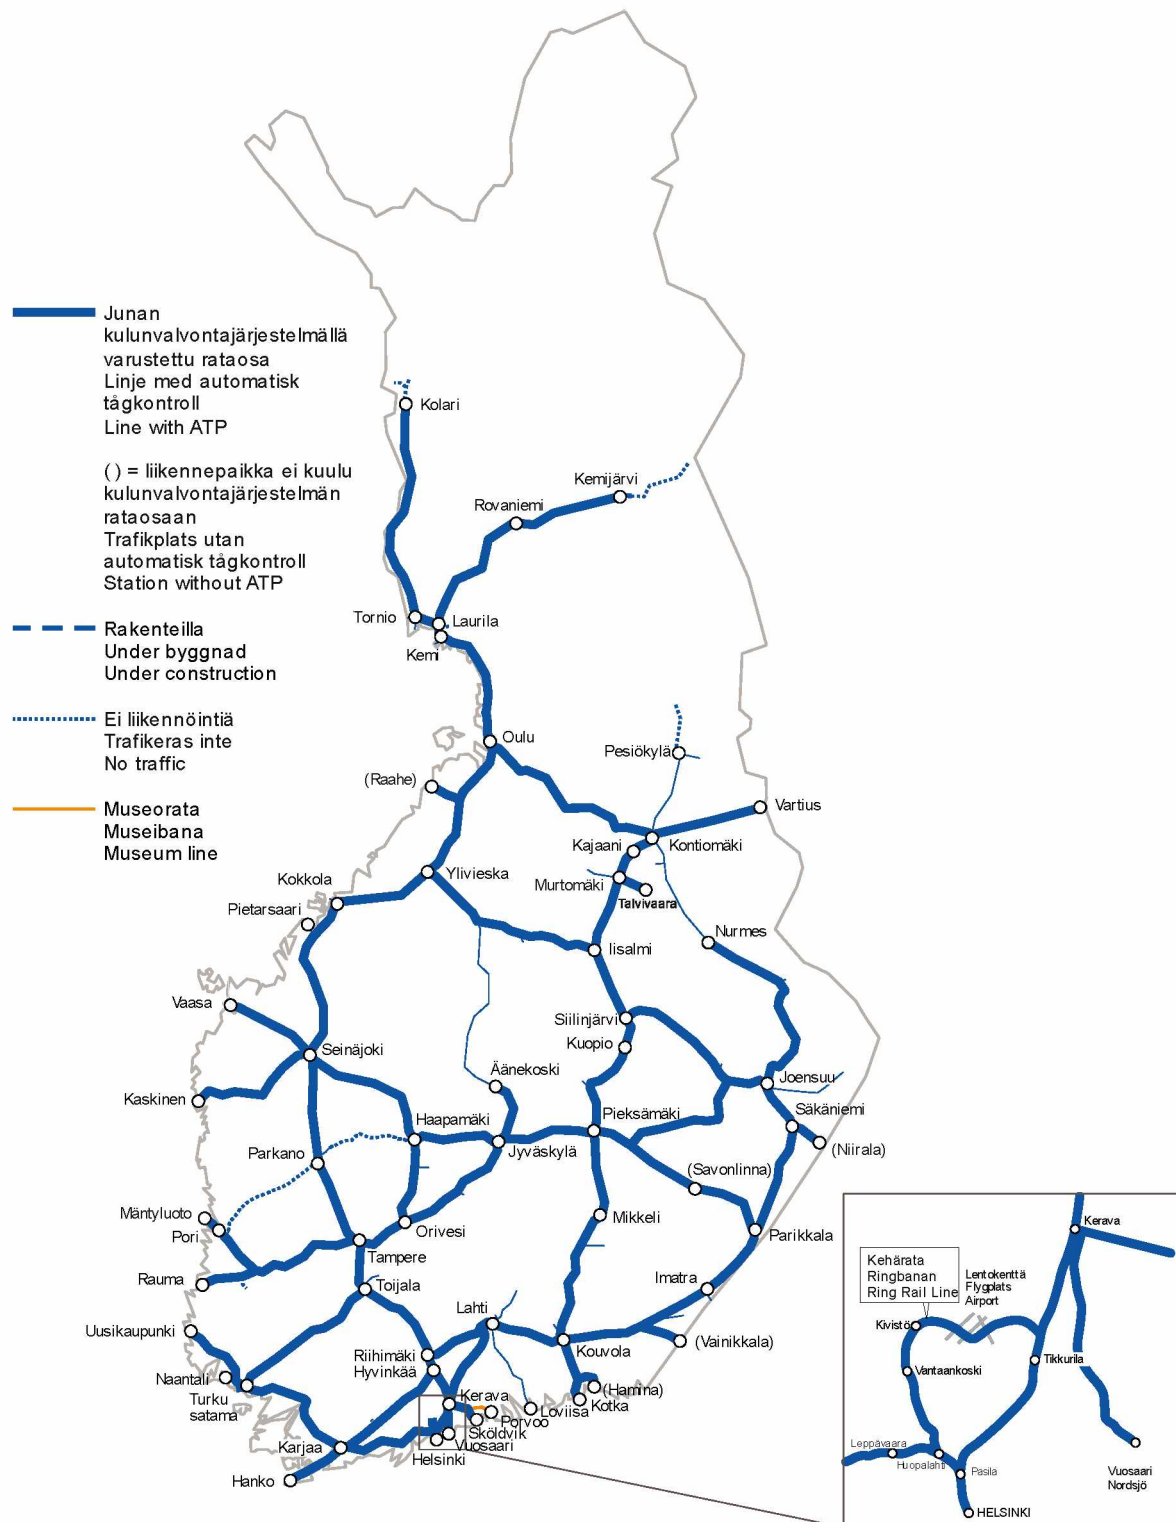 Junan
kulunvalvontajärjestelmällä
varustettu rataosa
Linje med automatisk
tågkontroll
Line with ATP
( ) = liikennepaikka ei kuulu
kulunvalvontajärjestelmän
rataosaan
Trafikplats utan
automatisk tågkontroll
Station without ATP
Rakenteilla
Under byggnad
Under construction
Ei liikennöintiä
Trafikeras inte
No traffic
Museorata
Museibana
Museum line
Kolari
Kemijärvi
Rovaniemi
Tornio
Laurila
Kemi
Oulu
Pesiökylä
(Raahe)
Vartius
Kajaani
Kontiomäki
Ylivieska
Murtomäki
Talvivaara
Kokkola
Pietarsaari
Nurmes
Iisalmi
Vaasa
Siilinjärvi
Kuopio
Seinäjoki
Äänekoski
Joensuu
Kaskinen
Haapamäki
Pieksämäki
Säkäniemi
Parkano
Jyväskylä
(Niirala)
(Savonlinna)
Mäntyluoto
Pori
Orivesi
Mikkeli
Parikkala
Tampere
Rauma
Toijala
Imatra
Lahti
Uusikaupunki
Riihimäki
Kouvola
(Vainikkala)
Hyvinkää
Naantali
Turku
satama
Kerava
(Hamina)
Kotka
Loviisa
Porvoo
Sköldvik
Vuosaari
Helsinki
Karjaa
Hanko
Kerava
Kehärata
Ringbanan
Ring Rail Line
Lentokenttä
Flygplats
Airport
Kivistö
Vantaankoski
Tikkurila
Leppävaara
Huopalahti
Pasila
Vuosaari
Nordsjö
HELSINKI